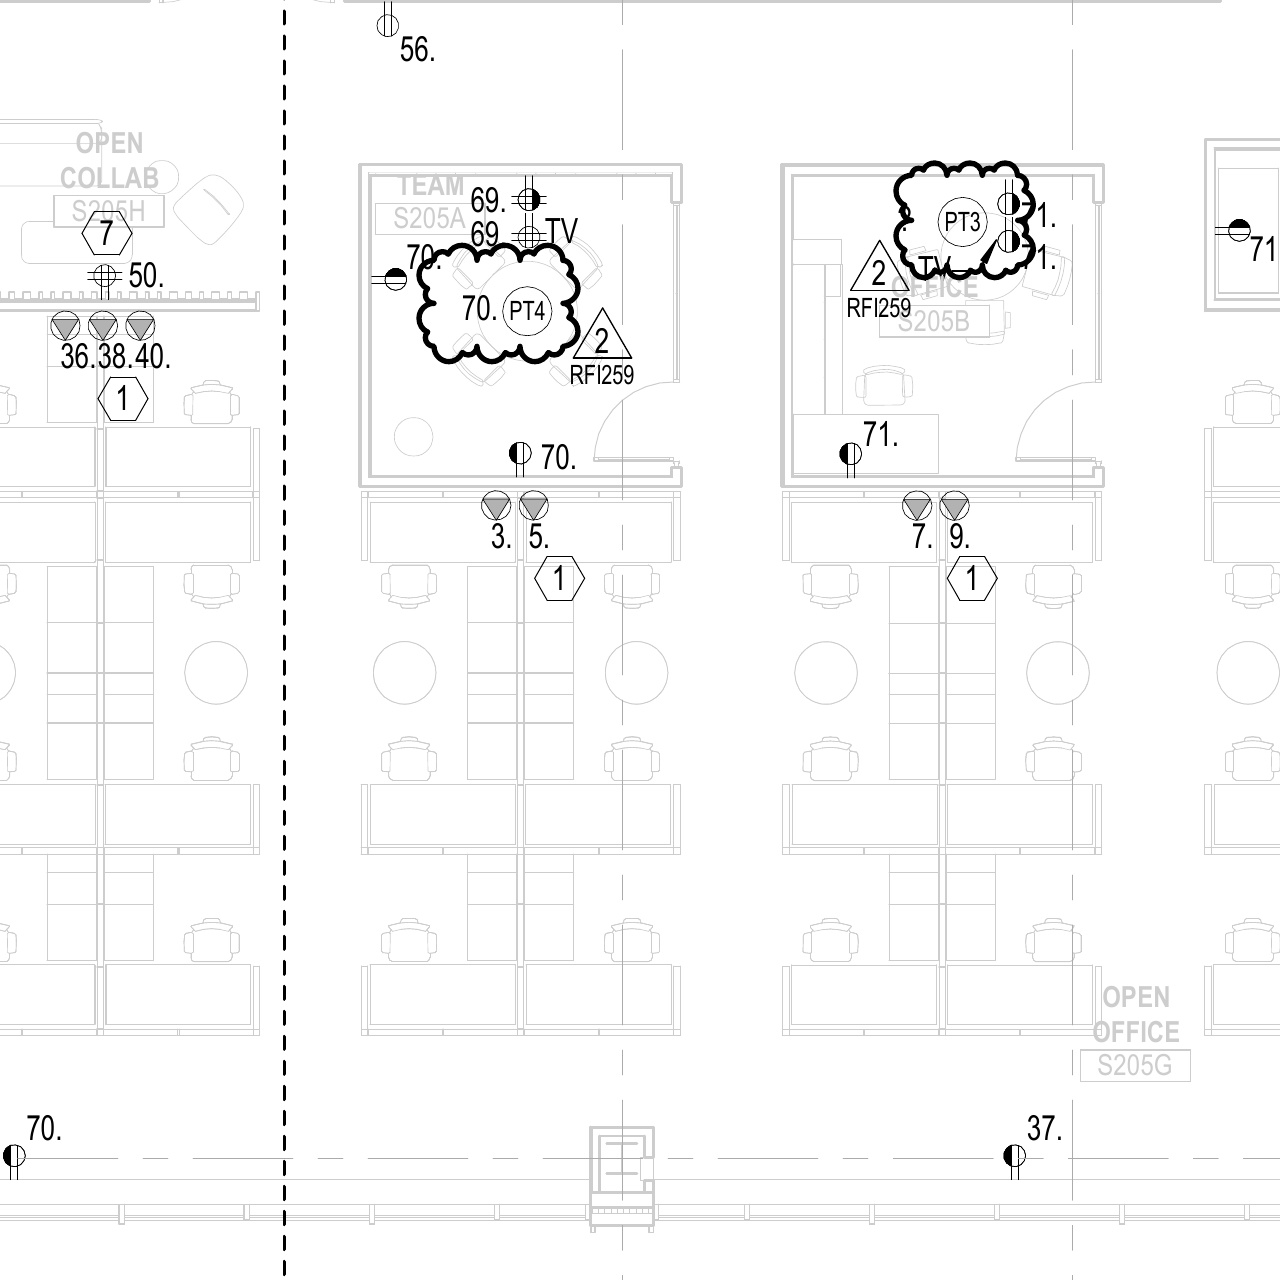 56.
OPEN
COLLAB
S205H
7
50.
36.38.40.
1
TEAM
S205A
69.
69
TV
70.
70.
PT4
2
RFI259
70.
3. 5.
1
PT3
71.
71.
TV
2
RFI259
OFFICE
S205B
71.
7. 9.
1
71
OPEN
OFFICE
S205G
70.
37.